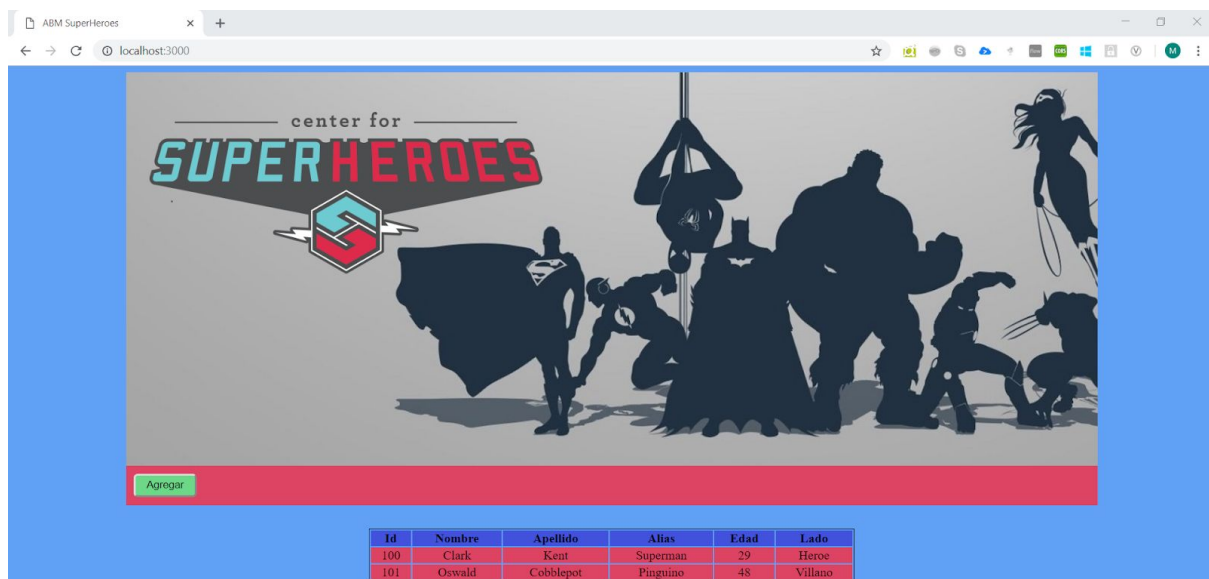 ABM SuperHeroes
localhost:3000
center for
SUPERHEROES
Agregar
Id Nombre Apellido Alias Edad Lado
100 Clark Kent Superman 29 Heroe
101 Oswald Cobblepot Pinguino 48 Villano